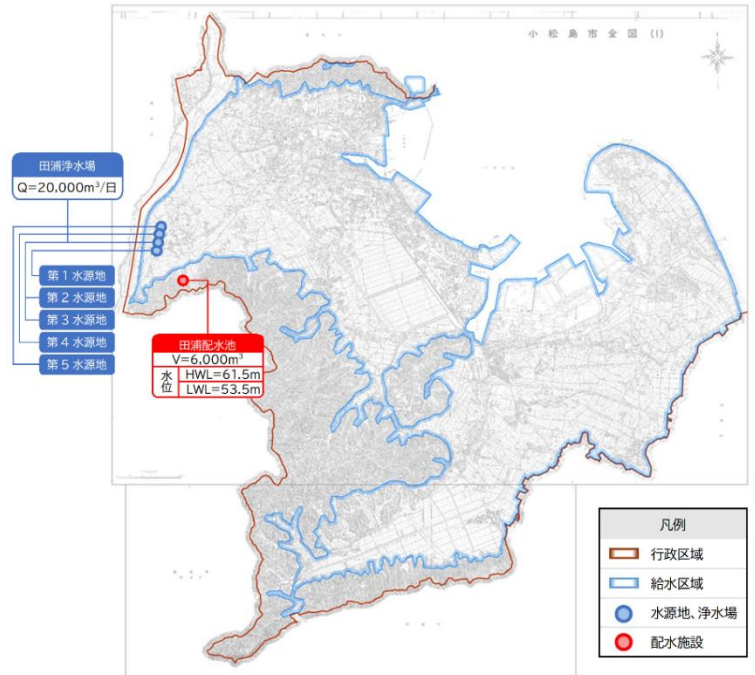 小松島市全図(1)
田浦浄水場
Q=20,000m³/日
第1水源地
第2水源地
第3水源地
第4水源地
第5水源地
田浦配水池
V=6,000m³
水位
HWL=61.5m
LWL=53.5m
凡例
行政区域
給水区域
水源地、浄水場
配水施設